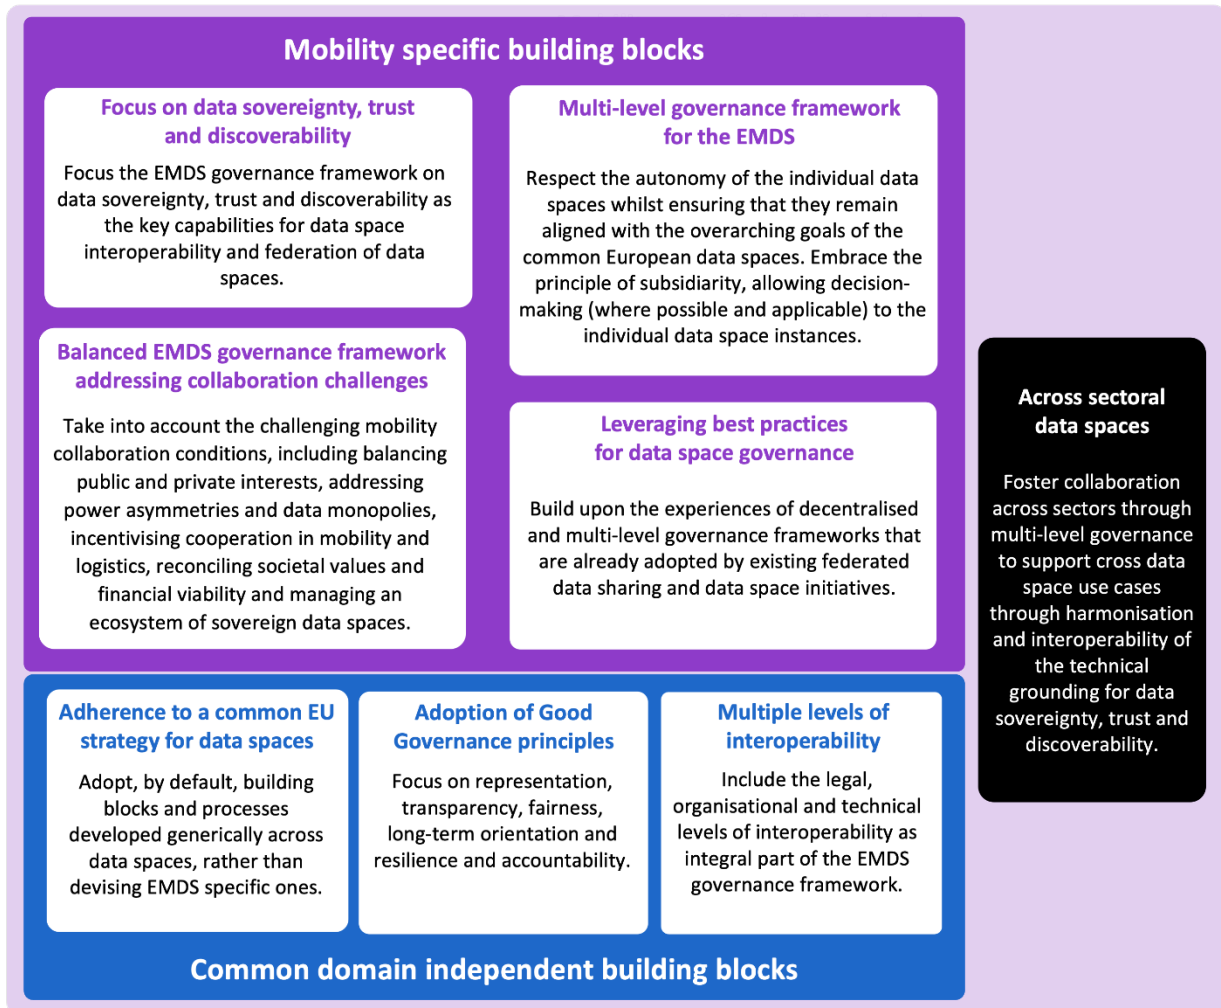 Mobility specific building blocks
Focus on data sovereignty, trust
and discoverability
Focus the EMDS governance framework on
data sovereignty, trust and discoverability as
the key capabilities for data space
interoperability and federation of data
spaces.
Multi-level governance framework
for the EMDS
Respect the autonomy of the individual data
spaces whilst ensuring that they remain
aligned with the overarching goals of the
common European data spaces. Embrace the
principle of subsidiarity, allowing decision-
making (where possible and applicable) to the
individual data space instances.
Balanced EMDS governance framework
addressing collaboration challenges
Take into account the challenging mobility
collaboration conditions, including balancing
public and private interests, addressing
power asymmetries and data monopolies,
incentivising cooperation in mobility and
logistics, reconciling societal values and
financial viability and managing an
ecosystem of sovereign data spaces.
Leveraging best practices
for data space governance
Build upon the experiences of decentralised
and multi-level governance frameworks that
are already adopted by existing federated
data sharing and data space initiatives.
Adherence to a common EU
strategy for data spaces
Adopt, by default, building
blocks and processes
developed generically across
data spaces, rather than
devising EMDS specific ones.
Adoption of Good
Governance principles
Focus on representation,
transparency, fairness,
long-term orientation and
resilience and accountability.
Multiple levels of
interoperability
Include the legal,
organisational and technical
levels of interoperability as
integral part of the EMDS
governance framework.
Common domain independent building blocks
Across sectoral
data spaces
Foster collaboration
across sectors through
multi-level governance
to support cross data
space use cases
through harmonisation
and interoperability of
the technical
grounding for data
sovereignty, trust and
discoverability.